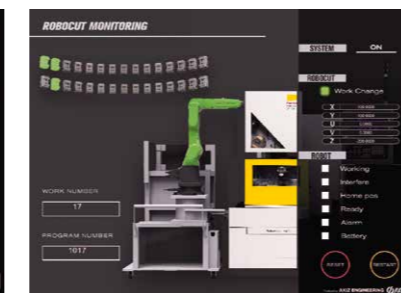 ROBOCUT MONITORING
SYSTEM ON
ROBOCUT
Work Change
X
Y
U
V
Z
ROBOT
Working
Interfere
Home pos
Ready
Alarm
Battery
WORK NUMBER
17
PROGRAM NUMBER
1017
RESET
RESTART
ENGINEERING